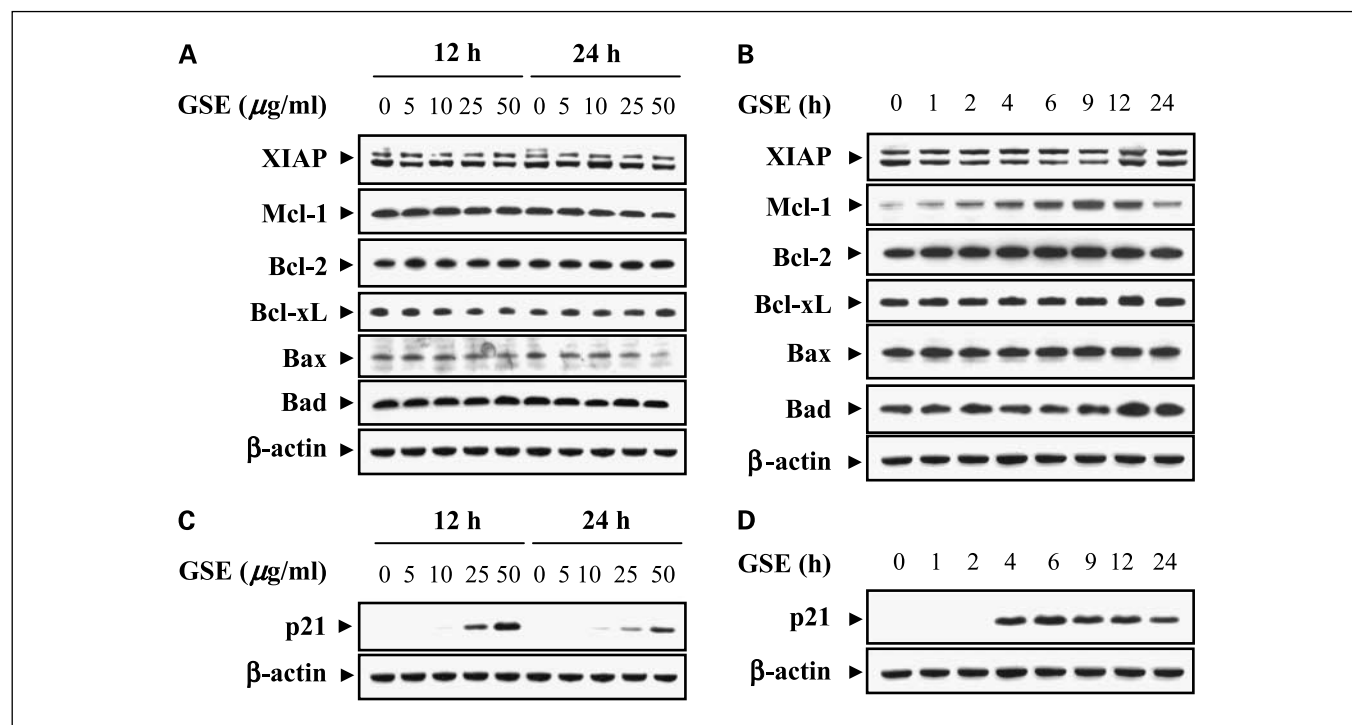 A
12 h 24 h
GSE (μg/ml) 0 5 10 25 50 0 5 10 25 50
XIAP
Mcl-1
Bcl-2
Bcl-xL
Bax
Bad
β-actin
B
GSE (h) 0 1 2 4 6 9 12 24
XIAP
Mcl-1
Bcl-2
Bcl-xL
Bax
Bad
β-actin
C
12 h 24 h
GSE (μg/ml) 0 5 10 25 50 0 5 10 25 50
p21
β-actin
D
GSE (h) 0 1 2 4 6 9 12 24
p21
β-actin